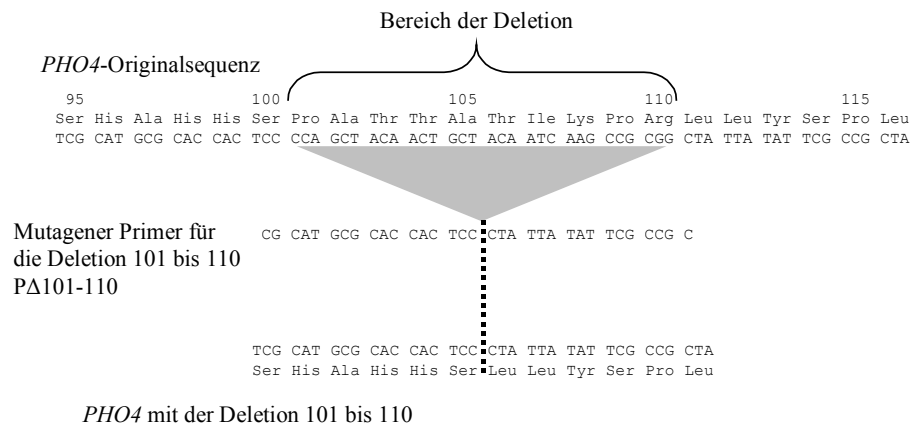 Bereich der Deletion
PHO4-Originalsequenz
95 100 105 110 115
Ser His Ala His His Ser Pro Ala Thr Thr Ala Thr Ile Lys Pro Arg Leu Leu Tyr Ser Pro Leu
TCG CAT GCG CAC CAC TCC CCA GCT ACA ACT GCT ACA ATC AAG CCG CGG CTA TTA TAT TCG CCG CTA
Mutagener Primer für
die Deletion 101 bis 110
PΔ101-110
CG CAT GCG CAC CAC TCC CTA TTA TAT TCG CCG C
TCG CAT GCG CAC CAC TCC CTA TTA TAT TCG CCG CTA
Ser His Ala His His Ser Leu Leu Tyr Ser Pro Leu
PHO4 mit der Deletion 101 bis 110